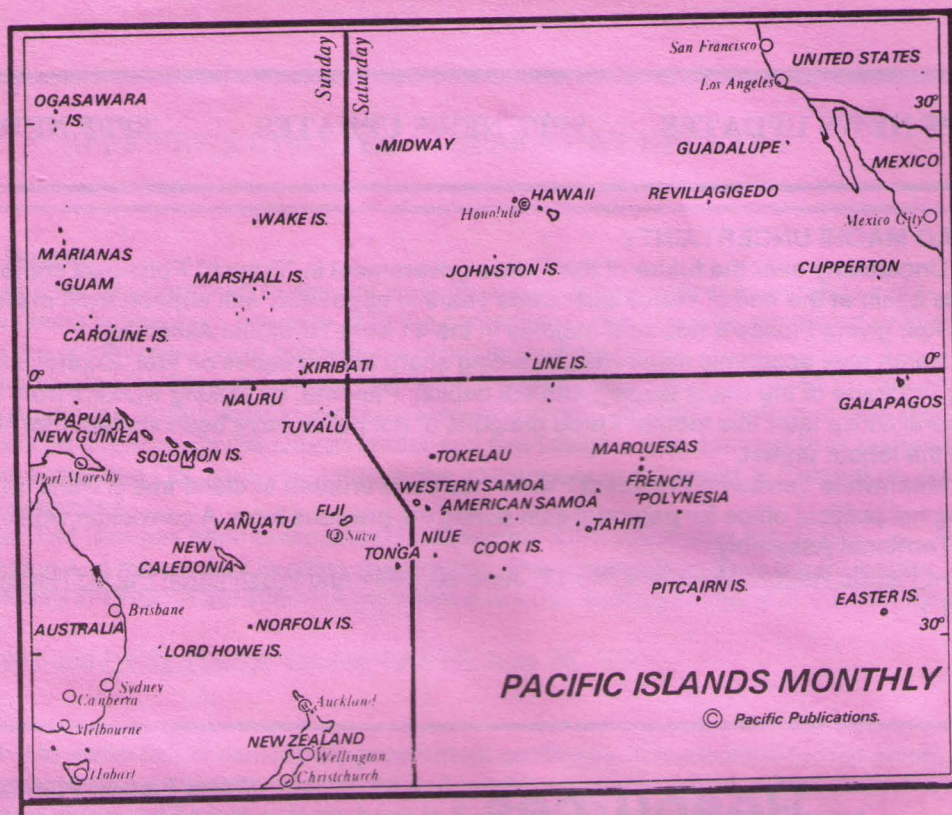 Sunday
Saturday
San Francisco
UNITED STATES
Los Angeles
OGASAWARA
IS.
30°
MIDWAY
GUADALUPE
MEXICO
HAWAII
Honolulu
REVILLAGIGEDO
WAKE IS.
Mexico City
MARIANAS
GUAM
MARSHALL IS.
JOHNSTON IS.
CLIPPERTON
CAROLINE IS.
KIRIBATI
LINE IS.
0°
0°
NAURU
GALAPAGOS
PAPUA
NEW GUINEA
TUVALU
SOLOMON IS.
Port Moresby
TOKELAU
MARQUESAS
WESTERN SAMOA
AMERICAN SAMOA
FRENCH
POLYNESIA
VANUATU
FIJI
Suva
TAHITI
NEW
CALEDONIA
TONGA
NIUE
COOK IS.
PITCAIRN IS.
EASTER IS.
Brisbane
AUSTRALIA
NORFOLK IS.
30°
LORD HOWE IS.
Sydney
Canberra
Melbourne
Hobart
Auckland
NEW ZEALAND
Wellington
Christchurch
PACIFIC ISLANDS MONTHLY
© Pacific Publications.